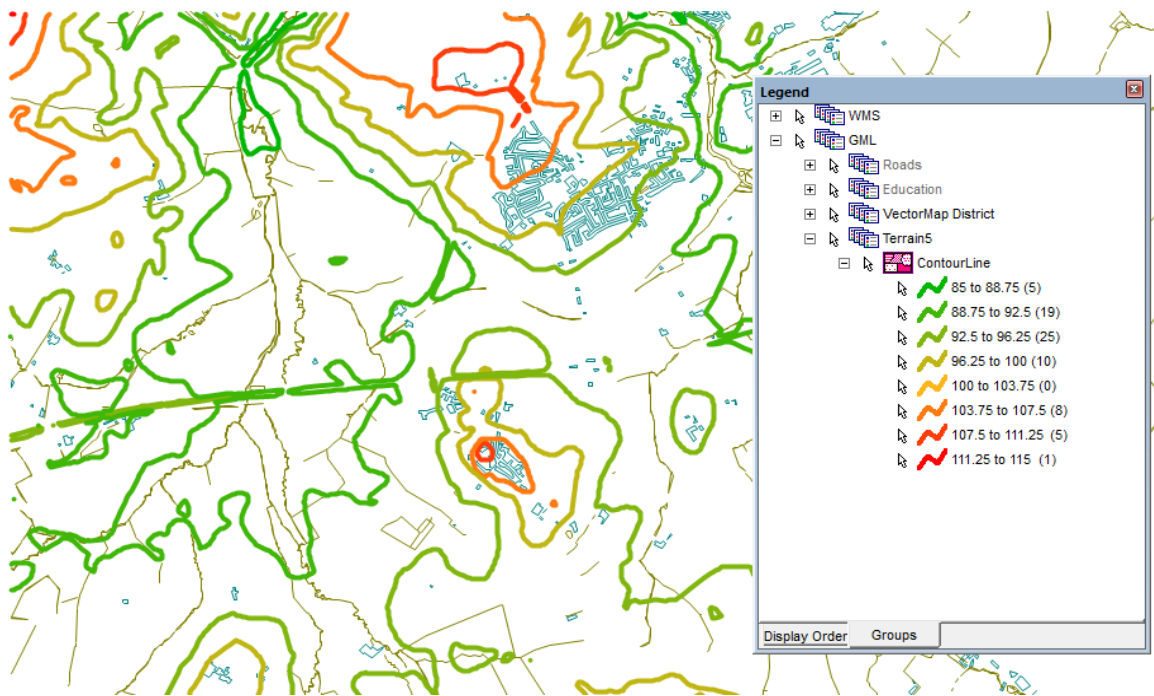 Legend
WMS
GML
Roads
Education
VectorMap District
Terrain5
ContourLine
85 to 88.75 (5)
88.75 to 92.5 (19)
92.5 to 96.25 (25)
96.25 to 100 (10)
100 to 103.75 (0)
103.75 to 107.5 (8)
107.5 to 111.25 (5)
111.25 to 115 (1)
Display Order Groups